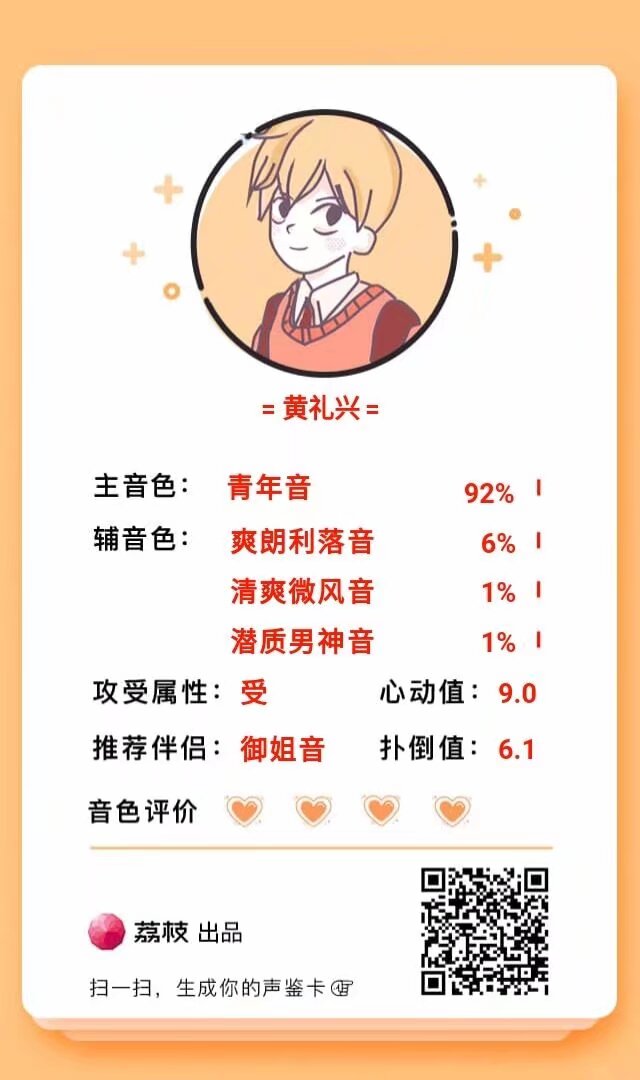 = 黄礼兴 =
主音色： 青年音 92%
辅音色： 爽朗利落音 6%
清爽微风音 1%
潜质男神音 1%
攻受属性：受 心动值：9.0
推荐伴侣：御姐音 扑倒值：6.1
音色评价
荔枝 出品
扫一扫，生成你的声鉴卡